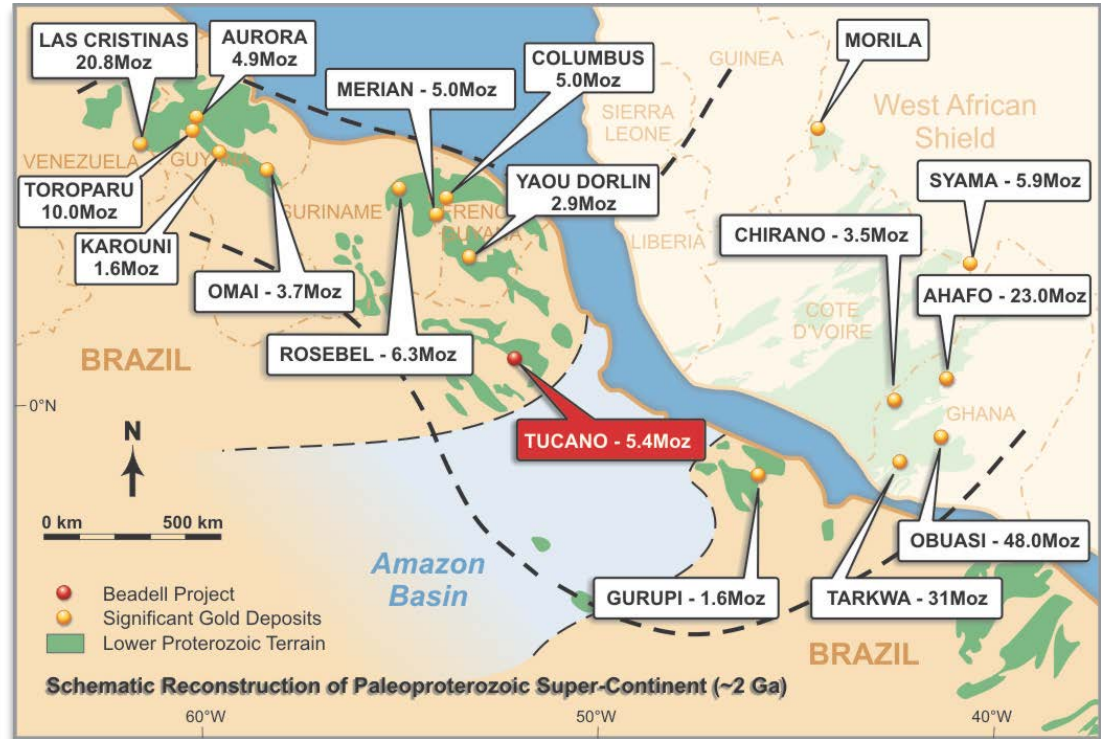 LAS CRISTINAS
20.8Moz
AURORA
4.9Moz
MERIAN - 5.0Moz
COLUMBUS
5.0Moz
GUINEA
MORILA
SIERRA
LEONE
West African
Shield
VENEZUELA
GUYANA
TOROPARU
10.0Moz
KAROUNI
1.6Moz
SURINAME
FRENCH
GUYANA
YAOU DORLIN
2.9Moz
LIBERIA
CHIRANO - 3.5Moz
SYAMA - 5.9Moz
OMAI - 3.7Moz
AHAFO - 23.0Moz
COTE
D'VOIRE
BRAZIL
ROSEBEL - 6.3Moz
0°N
GHANA
N
TUCANO - 5.4Moz
0 km 500 km
OBUASI - 48.0Moz
Amazon
Basin
Beadell Project
Significant Gold Deposits
Lower Proterozoic Terrain
GURUPI - 1.6Moz
TARKWA - 31Moz
BRAZIL
Schematic Reconstruction of Paleoproterozoic Super-Continent (~2 Ga)
60°W 50°W 40°W